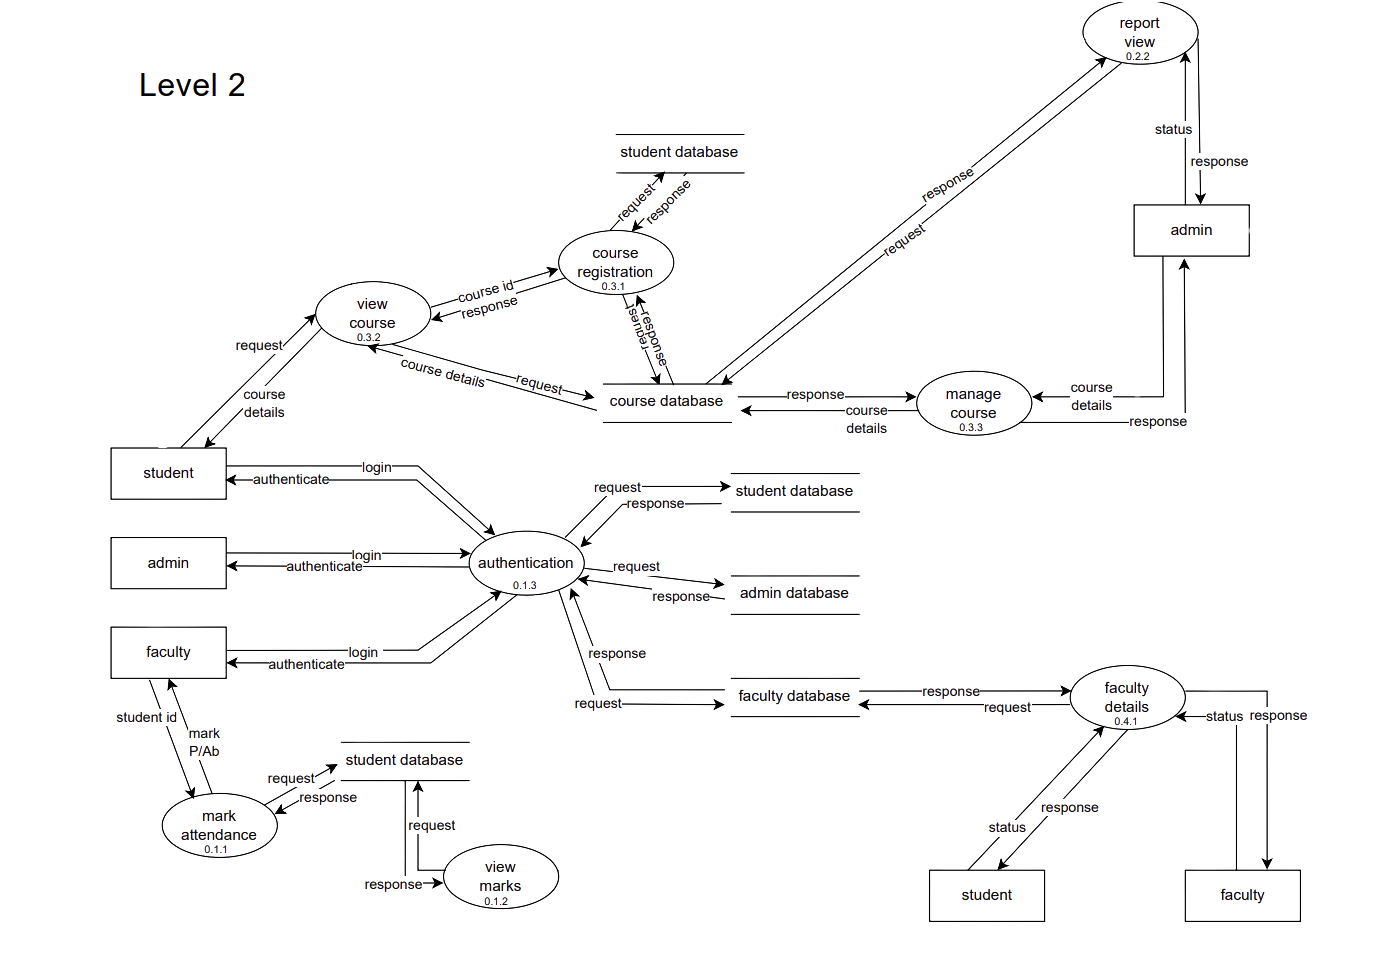 report
view
0.2.2
Level 2
status
student database
response
request
response
response
admin
request
course
registration
0.3.1
course id
response
view
course
0.3.2
request
response
request
course details
request
course
details
course database
response
course
details
manage
course
0.3.3
course
details
response
student
login
authenticate
request
response
student database
admin
login
authenticate
authentication
0.1.3
request
response
admin database
faculty
login
authenticate
response
request
faculty database
response
request
faculty
details
0.4.1
status
response
student id
mark
P/Ab
student database
request
response
mark
attendance
0.1.1
request
response
view
marks
0.1.2
status
response
student
faculty